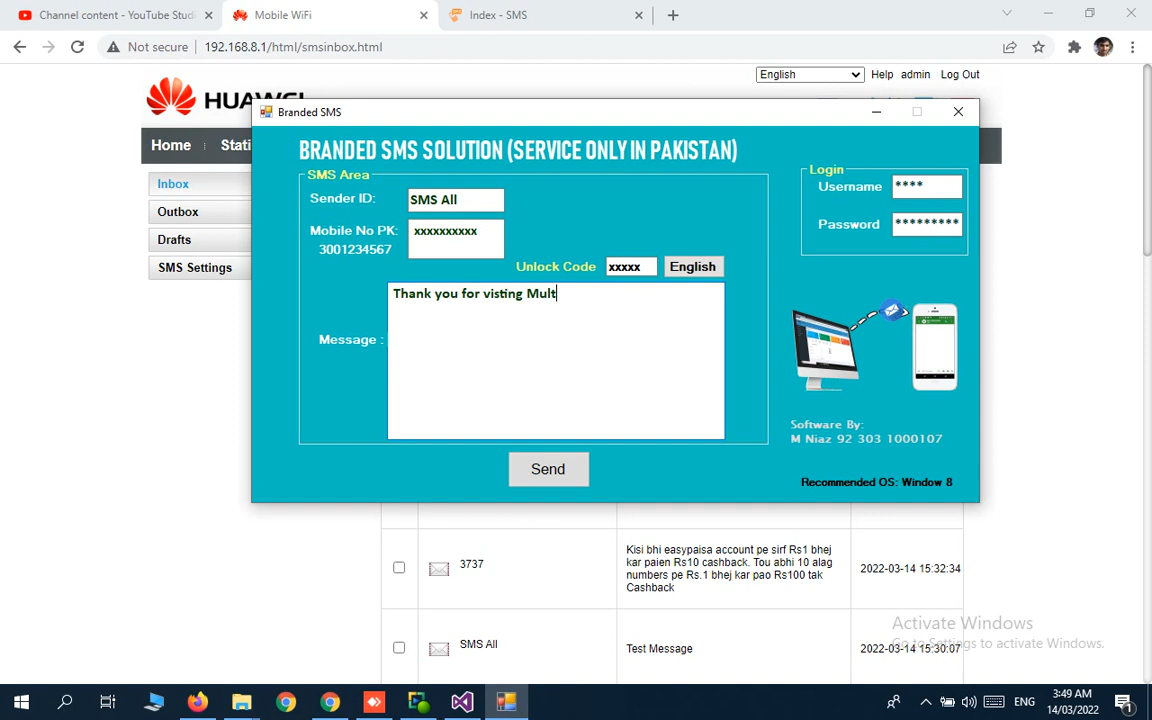 Channel content - YouTube Stud
Mobile WiFi
Index - SMS
Not secure
192.168.8.1/html/smsinbox.html
English
Help
admin
Log Out
HUAWEI
Home
Stati
Inbox
Outbox
Drafts
SMS Settings
Branded SMS
BRANDED SMS SOLUTION (SERVICE ONLY IN PAKISTAN)
SMS Area
Sender ID:
SMS All
Mobile No PK:
3001234567
xxxxxxxxxx
Unlock Code
xxxxx
English
Message :
Thank you for visting Mult
Send
Login
Username
****
Password
*********
Software By:
M Niaz 92 303 1000107
Recommended OS: Window 8
3737
Kisi bhi easypaisa account pe sirf Rs1 bhej
kar paien Rs10 cashback. Tou abhi 10 alag
numbers pe Rs.1 bhej kar pao Rs100 tak
Cashback
2022-03-14 15:32:34
SMS All
Test Message
2022-03-14 15:30:07
Activate Windows
Go to Settings to activate Windows.
ENG
3:49 AM
14/03/2022
1